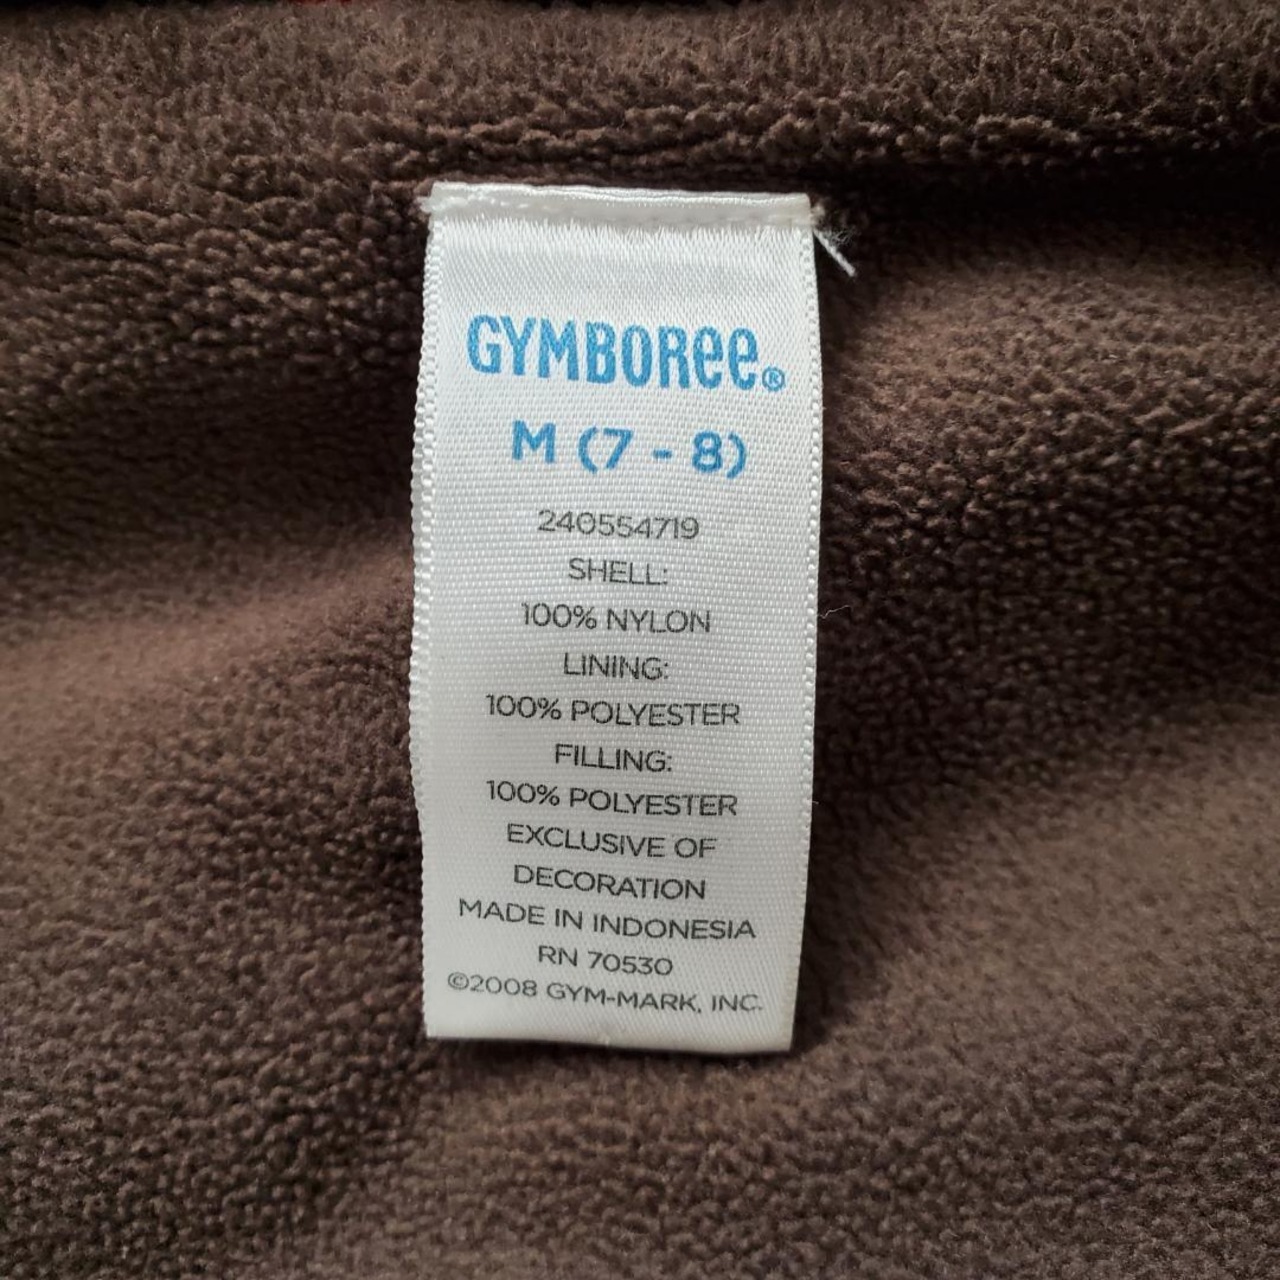 GYMBOREE®
M (7 - 8)
240554719
SHELL:
100% NYLON
LINING:
100% POLYESTER
FILLING:
100% POLYESTER
EXCLUSIVE OF
DECORATION
MADE IN INDONESIA
RN 70530
©2008 GYM-MARK, INC.